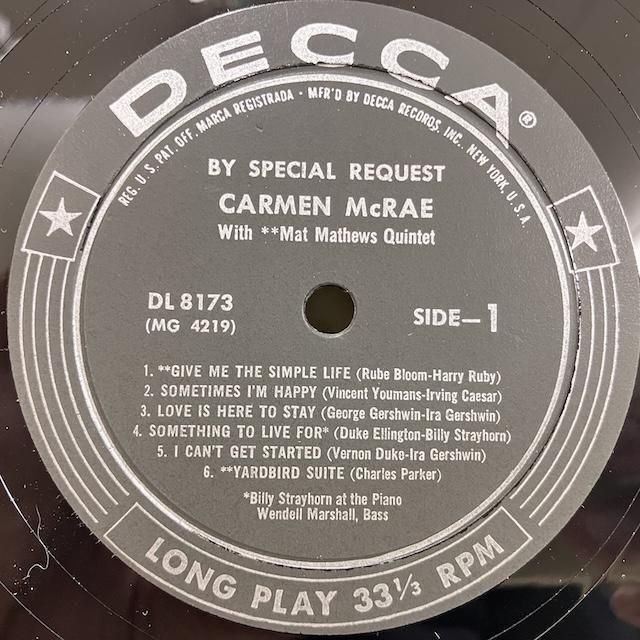 DECCA®
REG. U.S. PAT. OFF. MARCA REGISTRADA • MFR'D BY DECCA RECORDS, INC. NEW YORK, U.S.A.
BY SPECIAL REQUEST
CARMEN McRAE
With **Mat Mathews Quintet
DL 8173
(MG 4219)
SIDE—1
1. **GIVE ME THE SIMPLE LIFE (Rube Bloom-Harry Ruby)
2. SOMETIMES I'M HAPPY (Vincent Youmans-Irving Caesar)
3. LOVE IS HERE TO STAY (George Gershwin-Ira Gershwin)
4. SOMETHING TO LIVE FOR* (Duke Ellington-Billy Strayhorn)
5. I CAN'T GET STARTED (Vernon Duke-Ira Gershwin)
6. **YARDBIRD SUITE (Charles Parker)
*Billy Strayhorn at the Piano
Wendell Marshall, Bass
LONG PLAY 33⅓ RPM